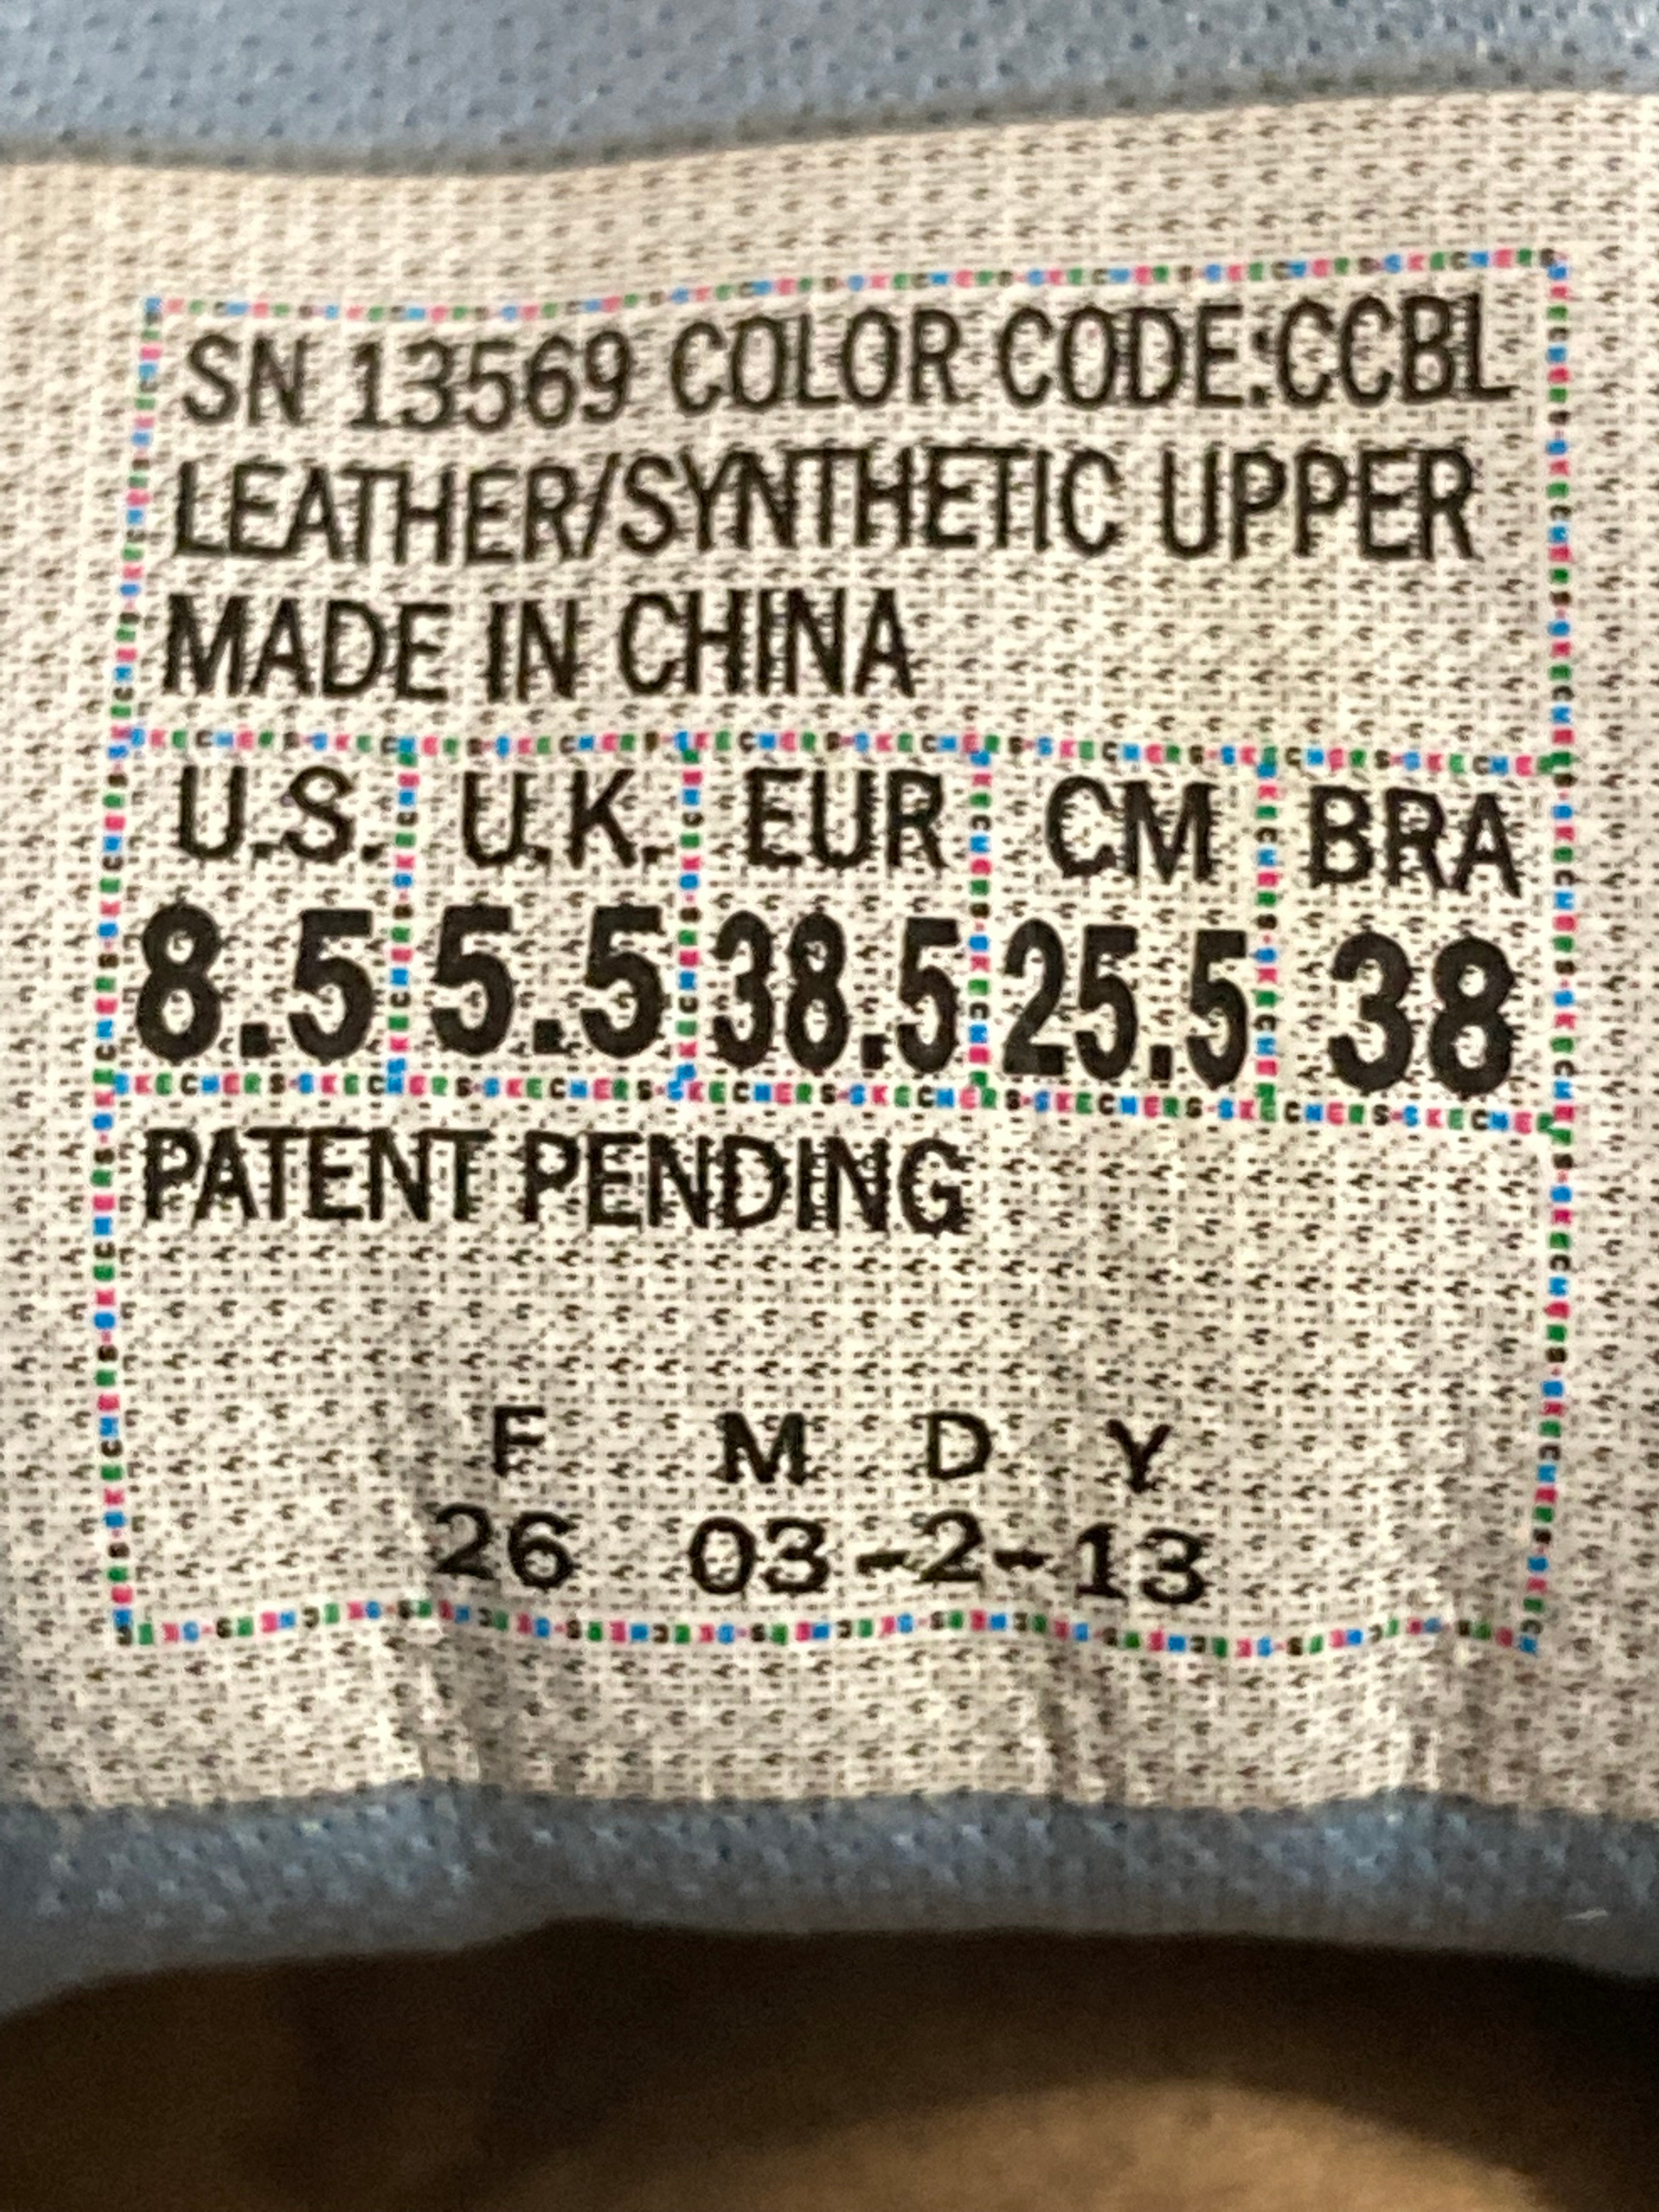 SN 13569 COLOR CODE:CCBL
LEATHER/SYNTHETIC UPPER
MADE IN CHINA
U.S. U.K. EUR CM BRA
8.5 5.5 38.5 25.5 38
PATENT PENDING
F M D Y
26 03-2-13